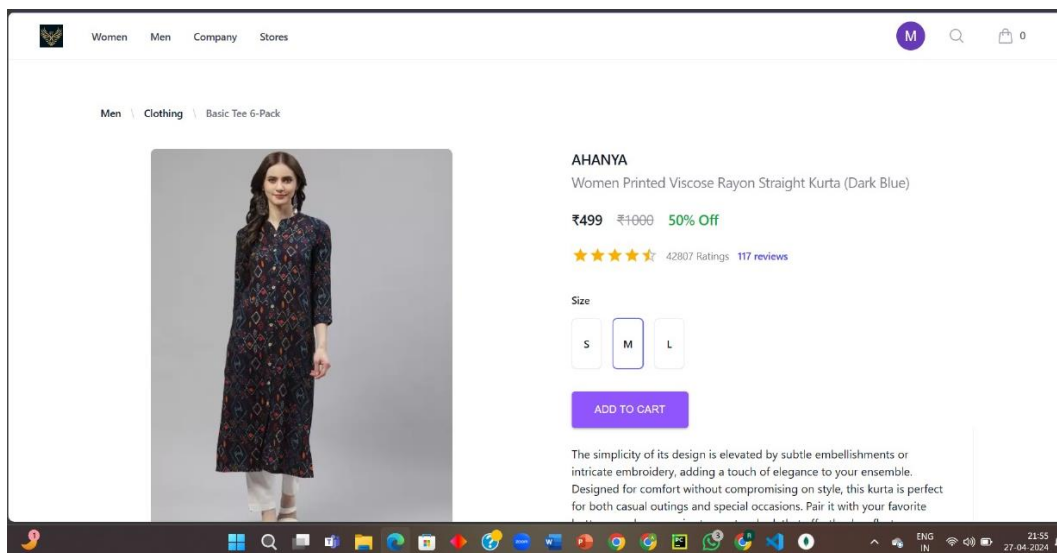 Women Men Company Stores M 0
Men \ Clothing \ Basic Tee 6-Pack
AHANYA
Women Printed Viscose Rayon Straight Kurta (Dark Blue)
₹499 ₹1000 50% Off
42807 Ratings 117 reviews
Size
S M L
ADD TO CART
The simplicity of its design is elevated by subtle embellishments or
intricate embroidery, adding a touch of elegance to your ensemble.
Designed for comfort without compromising on style, this kurta is perfect
for both casual outings and special occasions. Pair it with your favorite
ENG 21:55
IN 27-04-2024